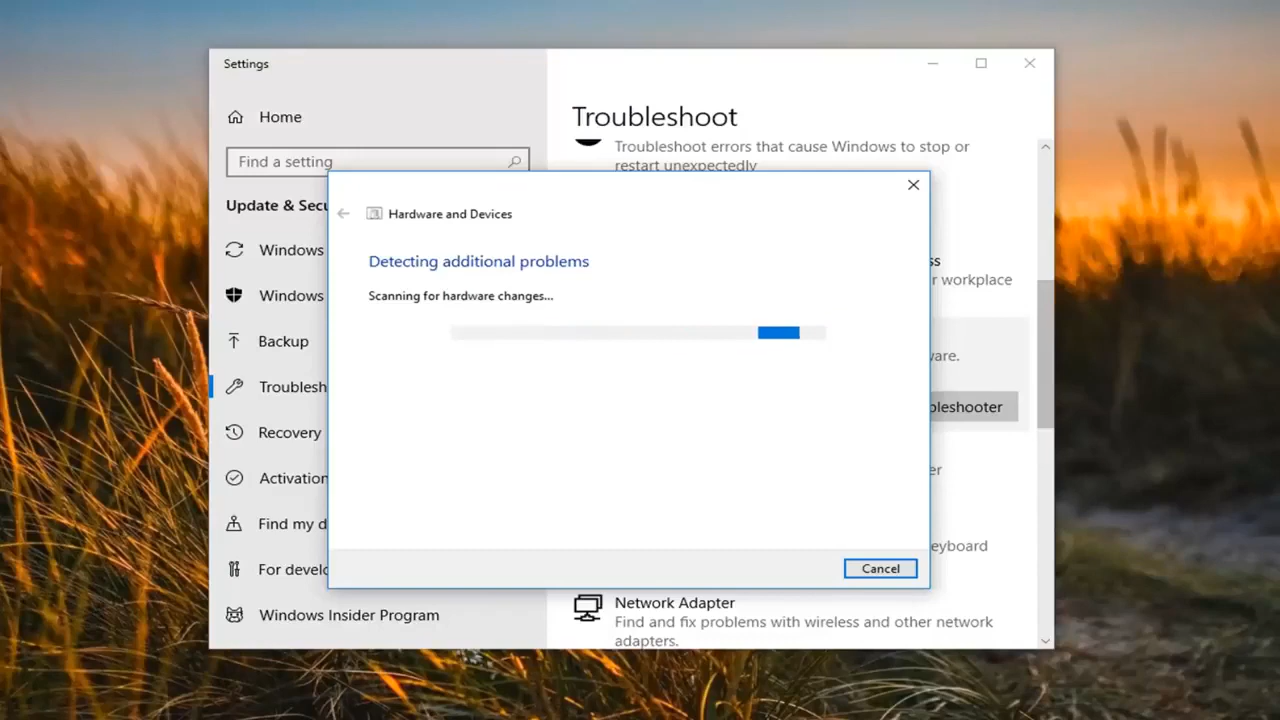 Settings
Home
Find a setting
Update & Secu
Windows
Windows
Backup
Troublesh
Recovery
Activation
Find my d
For develo
Windows Insider Program
Troubleshoot
Troubleshoot errors that cause Windows to stop or
restart unexpectedly
ss
r workplace
ware.
bleshooter
er
eyboard
Network Adapter
Find and fix problems with wireless and other network
adapters.
Hardware and Devices
Detecting additional problems
Scanning for hardware changes...
Cancel